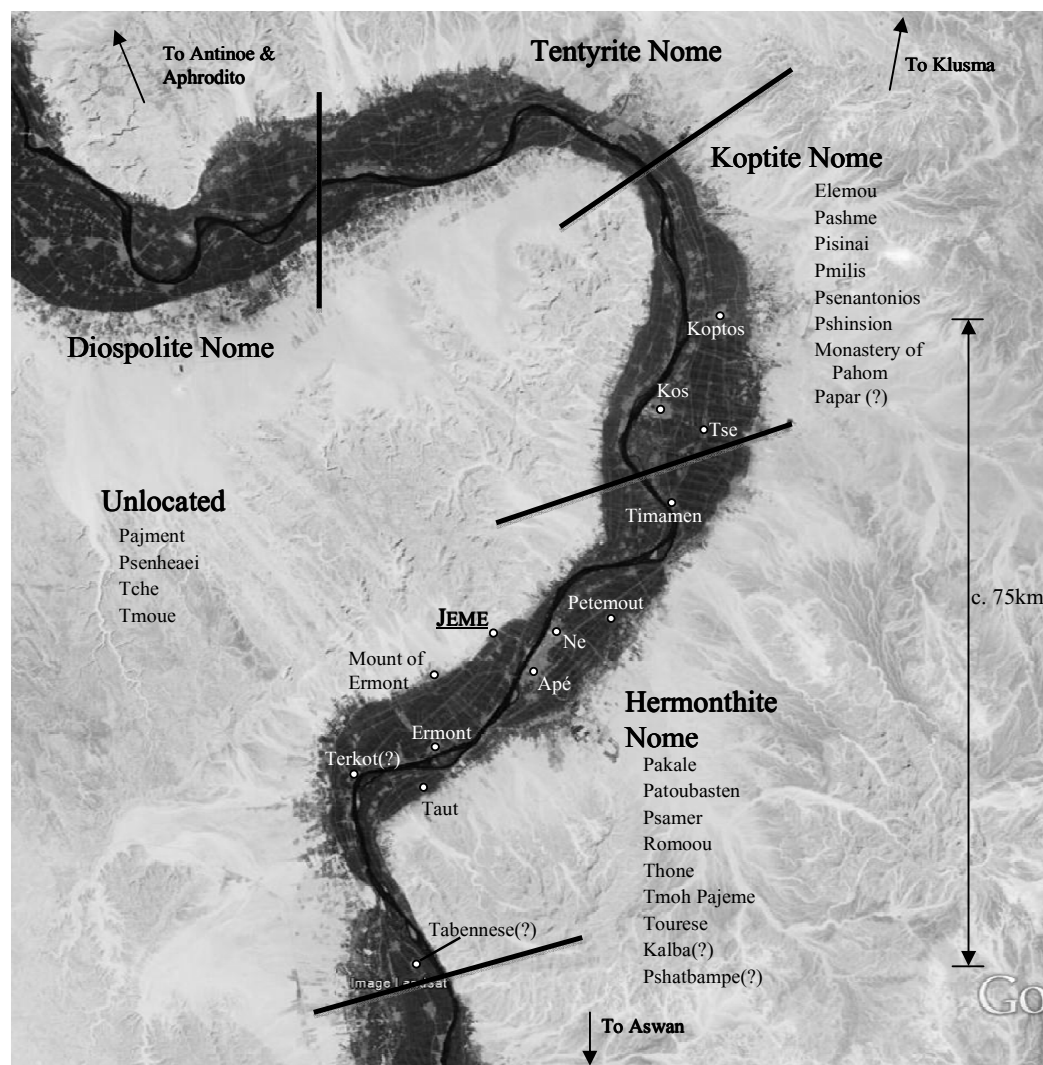 To Antinoe &
Aphrodito
Tentyrite Nome
To Klusma
Koptite Nome
Elemou
Pashme
Pisinai
Pmilis
Psenantonios
Pshinsion
Monastery of
Pahom
Papar (?)
Koptos
Diospolite Nome
Kos
Tse
Unlocated
Pajment
Psenheaei
Tche
Tmoue
Timamen
c. 75km
Petemout
JEME
Ne
Mount of
Ermont
Apé
Hermonthite
Nome
Pakale
Patoubasten
Psamer
Romoou
Thone
Tmoh Pajeme
Tourese
Kalba(?)
Pshatbampe(?)
Ermont
Terkot(?)
Taut
Tabennese(?)
Image Landsat
Go
To Aswan